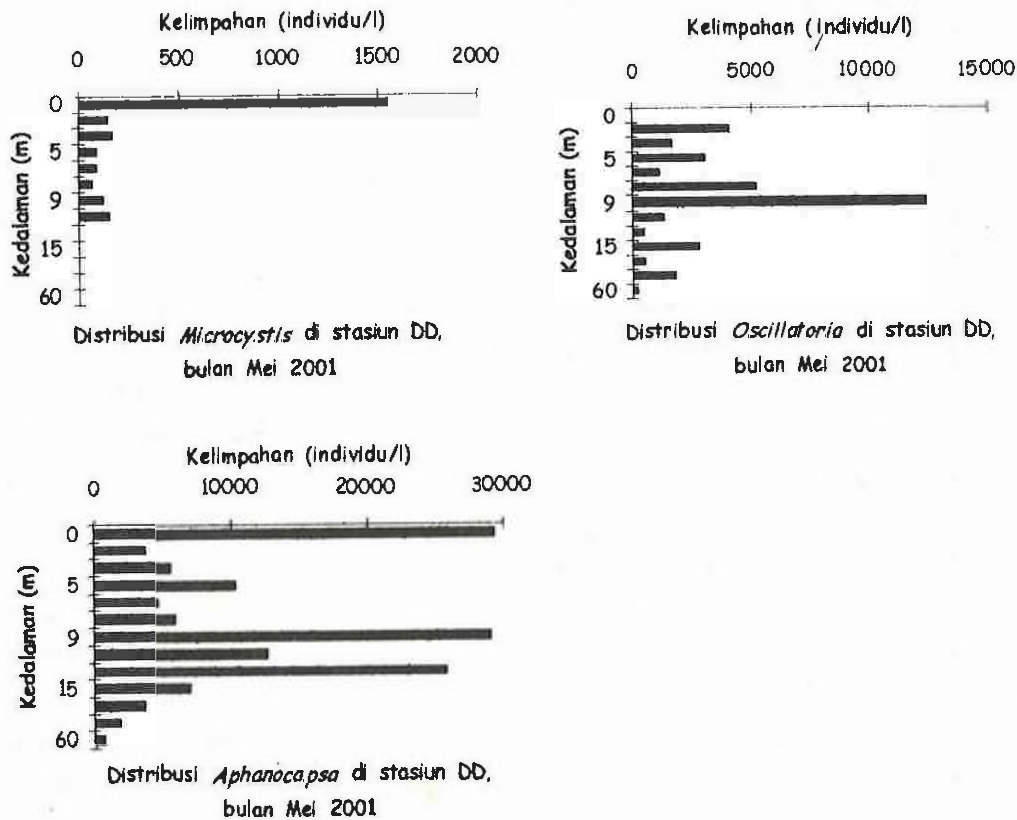 Kelimpahan (individu/l)
0 500 1000 1500 2000
Kedalaman (m)
0
5
9
15
60
Distribusi Microcystis di stasiun DD,
bulan Mei 2001
Kelimpahan (individu/l)
0 5000 10000 15000
Kedalaman (m)
0
5
9
15
60
Distribusi Oscillatoria di stasiun DD,
bulan Mei 2001
Kelimpahan (individu/l)
0 10000 20000 30000
Kedalaman (m)
0
5
9
15
60
Distribusi Aphanocapsa di stasiun DD,
bulan Mei 2001